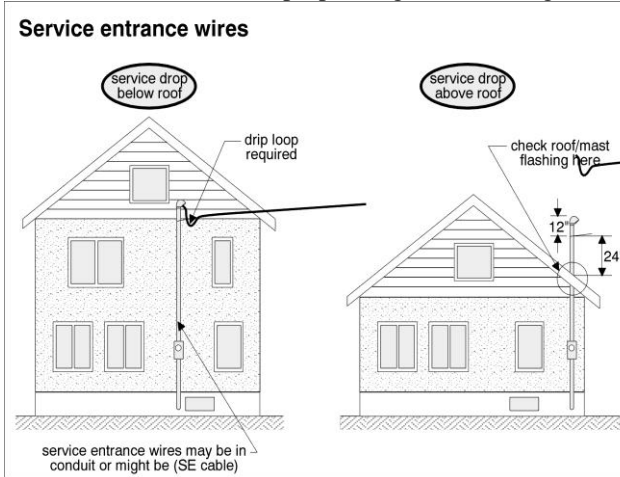 Service entrance wires
service drop
below roof
service drop
above roof
drip loop
required
check roof/mast
flashing here
12"
24"
service entrance wires may be in
conduit or might be (SE cable)